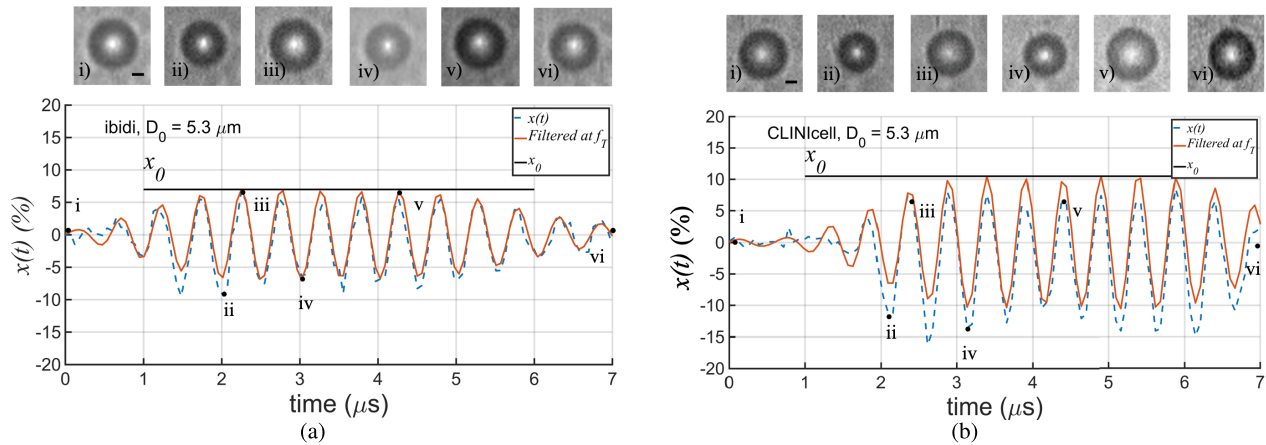 i) ii) iii) iv) v) vi)
20
15
10
5
0
-5
-10
-15
-20
x(t) (%)
ibidi, D0 = 5.3 μm
x0
x(t)
Filtered at fT
x0
i
ii
iii
iv
v
vi
0 1 2 3 4 5 6 7
time (μs)
(a)
i) ii) iii) iv) v) vi)
20
15
10
5
0
-5
-10
-15
-20
x(t) (%)
CLINIcell, D0 = 5.3 μm
x0
x(t)
Filtered at fT
x0
i
ii
iii
iv
v
vi
0 1 2 3 4 5 6 7
time (μs)
(b)